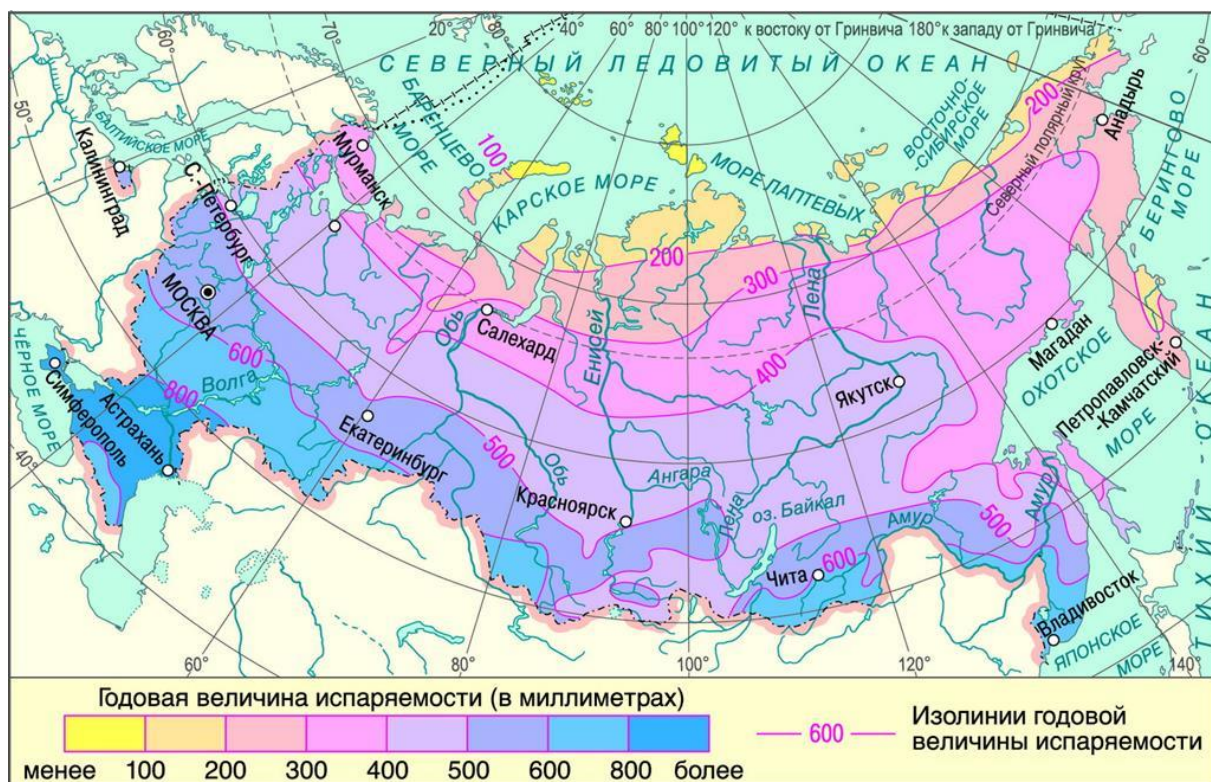 70°
20°
80°
40°
60°
80°
100°
120°
к востоку от Гринвича
180°
к западу от Гринвича
60°
50°
СЕВЕРНЫЙ ЛЕДОВИТЫЙ ОКЕАН
200
Анадырь
БАРЕНЦЕВО
МОРЕ
ВОСТОЧНО-
СИБИРСКОЕ
МОРЕ
Северный полярный круг
БЕРИНГОВО
МОРЕ
БАЛТИЙСКОЕ МОРЕ
Калининград
Мурманск
100
КАРСКОЕ МОРЕ
МОРЕ ЛАПТЕВЫХ
С.-Петербург
200
300
Лена
МОСКВА
Обь
Салехард
Енисей
400
Магадан
ОХОТСКОЕ
МОРЕ
Петропавловск-
-Камчатский
ТИХИЙ ОКЕАН
ЧЁРНОЕ МОРЕ
600
800
Волга
Якутск
Симферополь
Астрахань
Екатеринбург
500
Обь
Ангара
Красноярск
Лена
оз. Байкал
Амур
500
Амур
40°
Чита
600
Владивосток
ЯПОНСКОЕ
МОРЕ
60°
80°
100°
120°
140°
Годовая величина испаряемости (в миллиметрах)
менее 100 200 300 400 500 600 800 более
600
Изолинии годовой
величины испаряемости